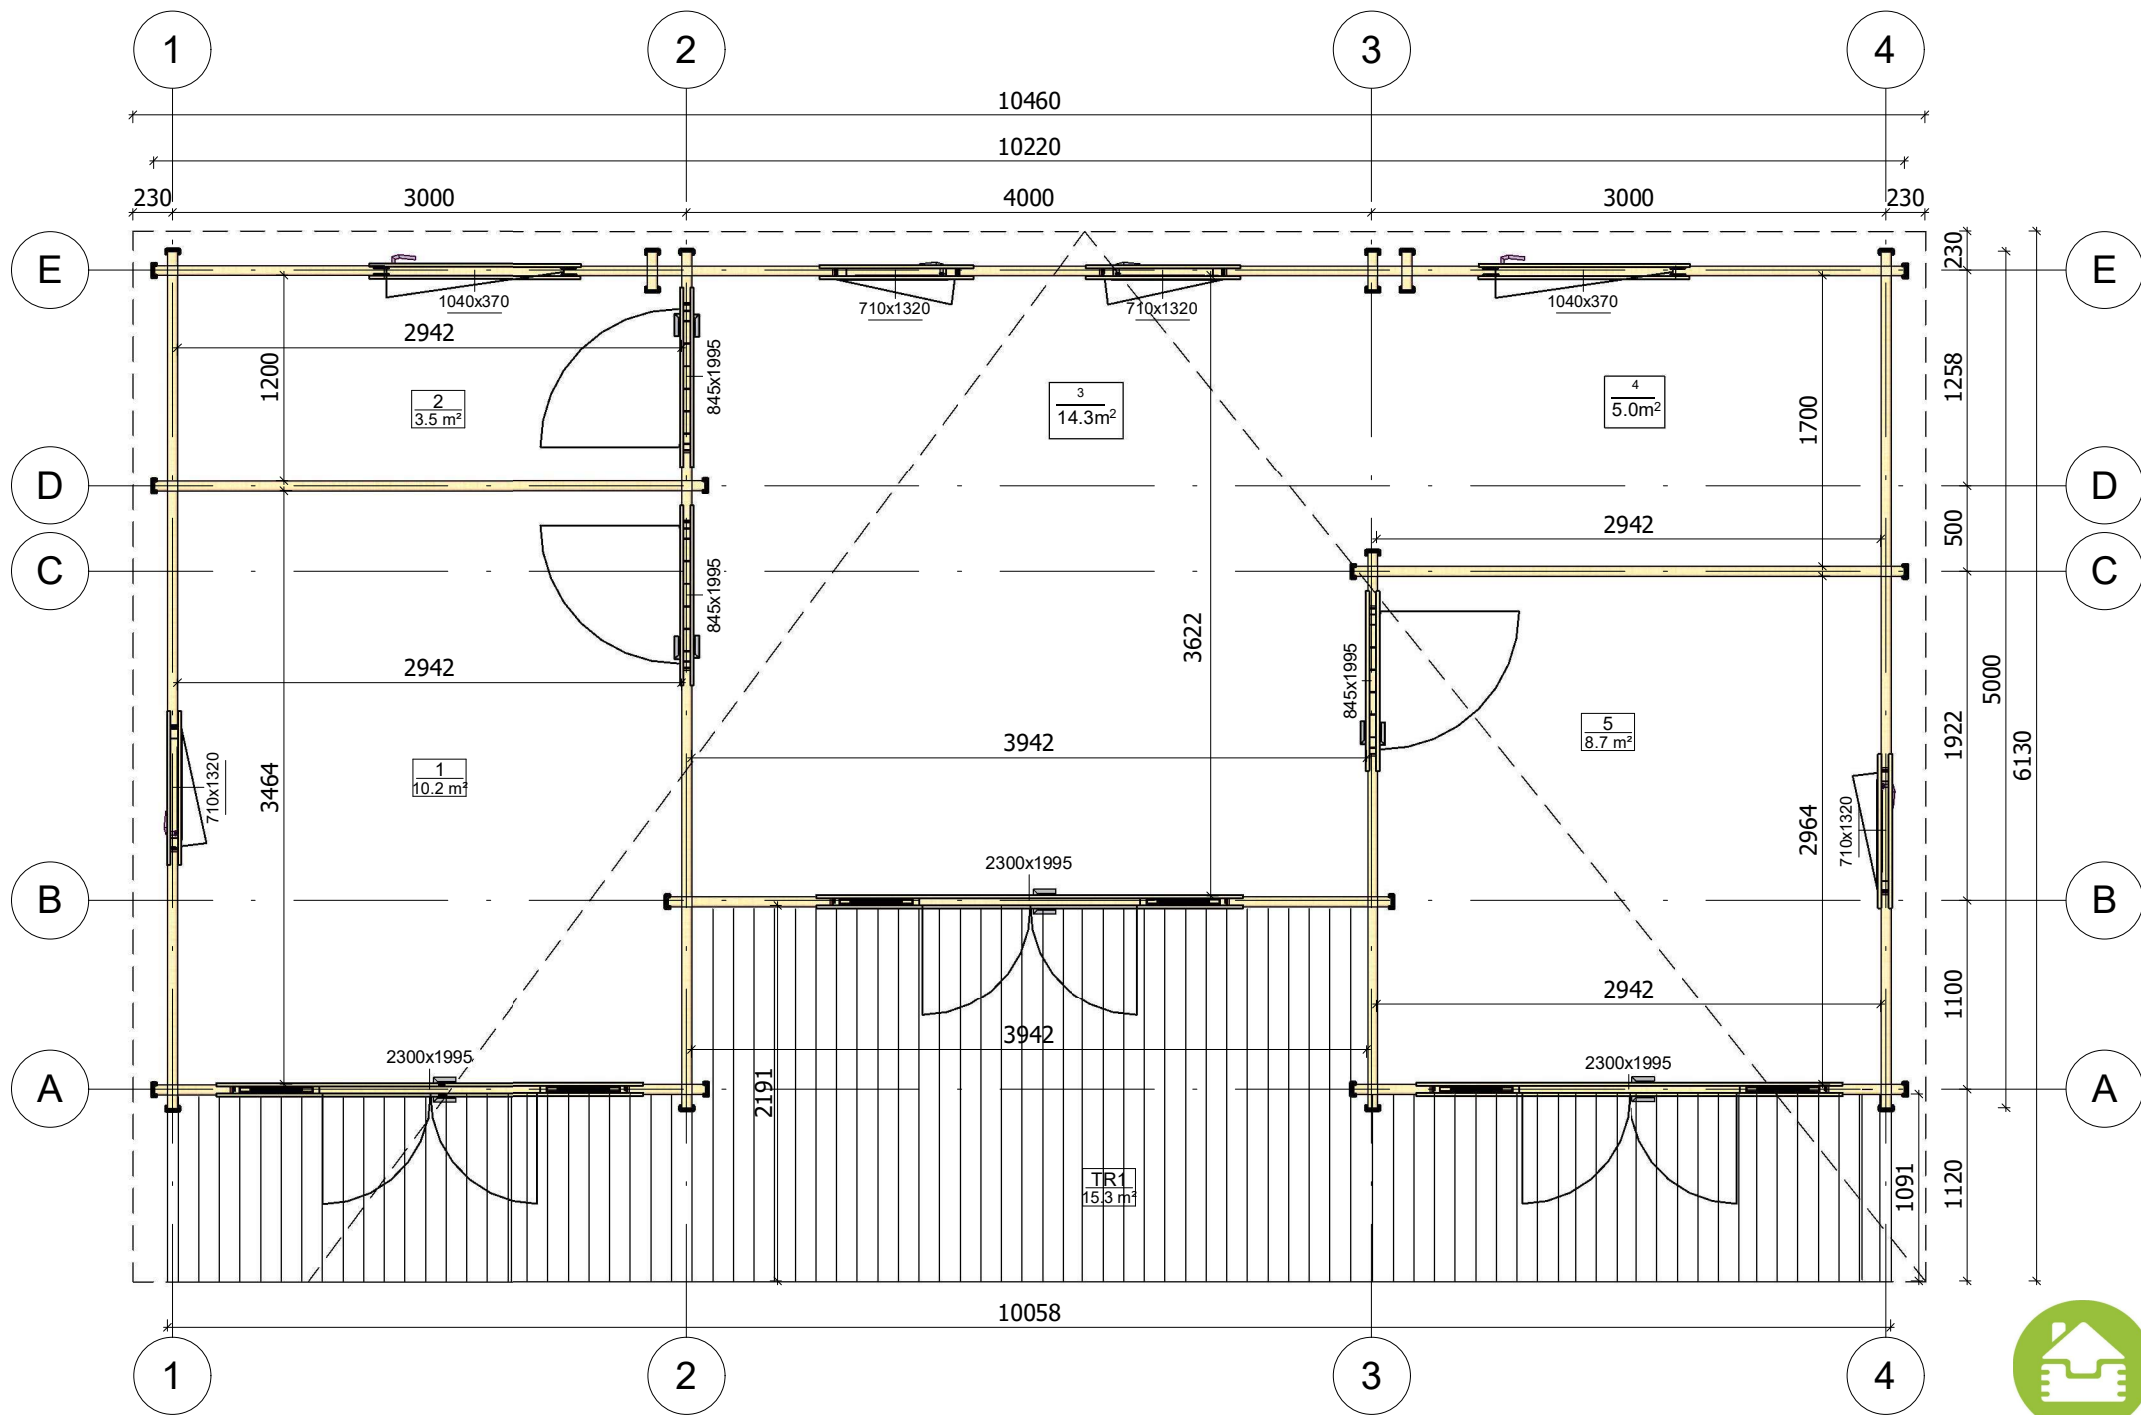 1 2 3 4
10460
10220
230 3000 4000 3000 230
E E
230
1040x370 710x1320 710x1320 1040x370
2942
1200
845x1995
1258
2
3.5 m²
3
14.3m²
4
5.0m²
1700
D D
2942
500
C C
845x1995
3622
845x1995
2942
5000
6130
1922
5
8.7 m²
3942
710x1320
3464
1
10.2 m²
2964
710x1320
2300x1995
B B
2942
1100
3942
2300x1995
2300x1995
2191
A A
TR1
15.3 m²
1091
1120
10058
1 2 3 4